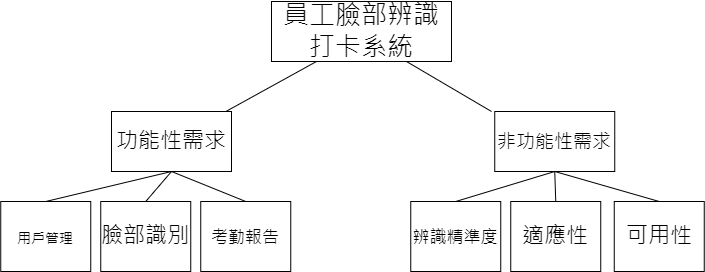 員工臉部辨識
打卡系統
功能性需求
非功能性需求
用戶管理
臉部識別
考勤報告
辨識精準度
適應性
可用性